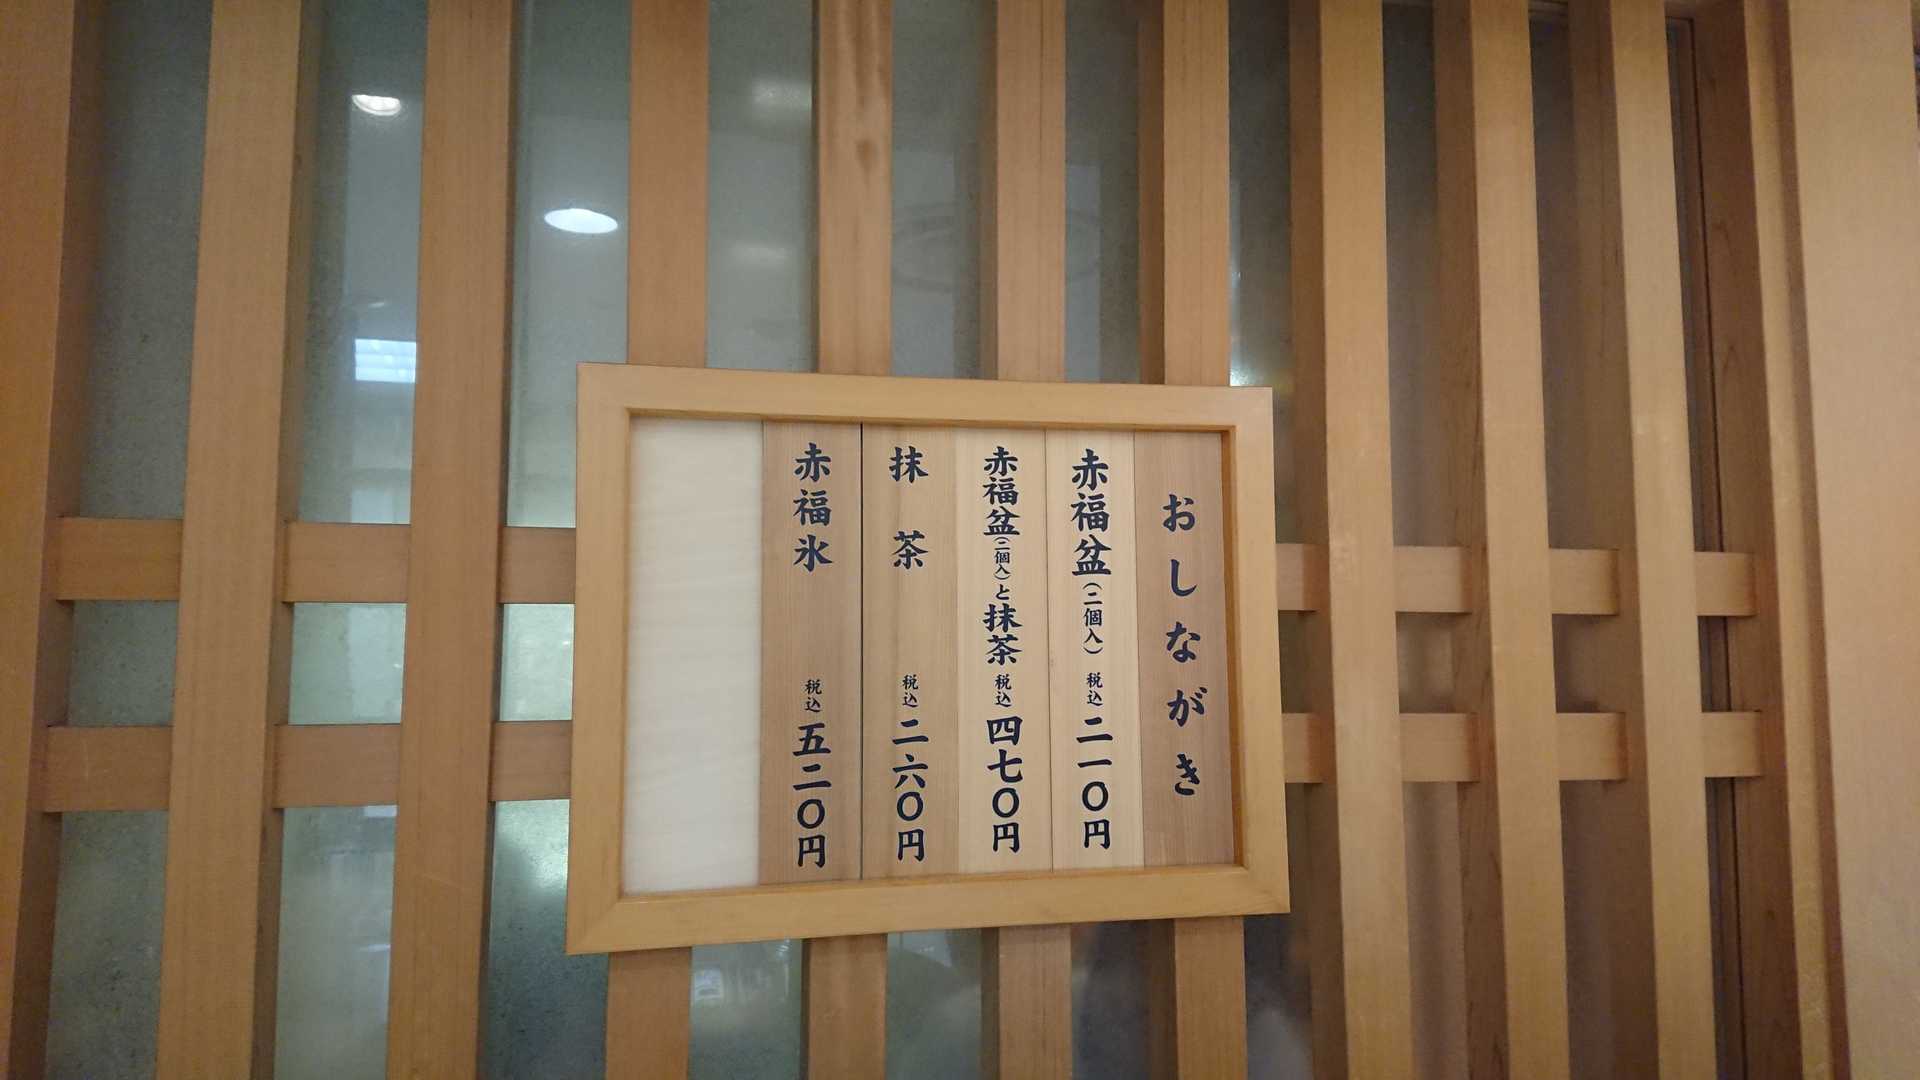 おしながき
赤福盆（二個入）税込二一〇円
赤福盆（二個入）と抹茶税込四七〇円
抹茶税込二六〇円
赤福氷税込五二〇円